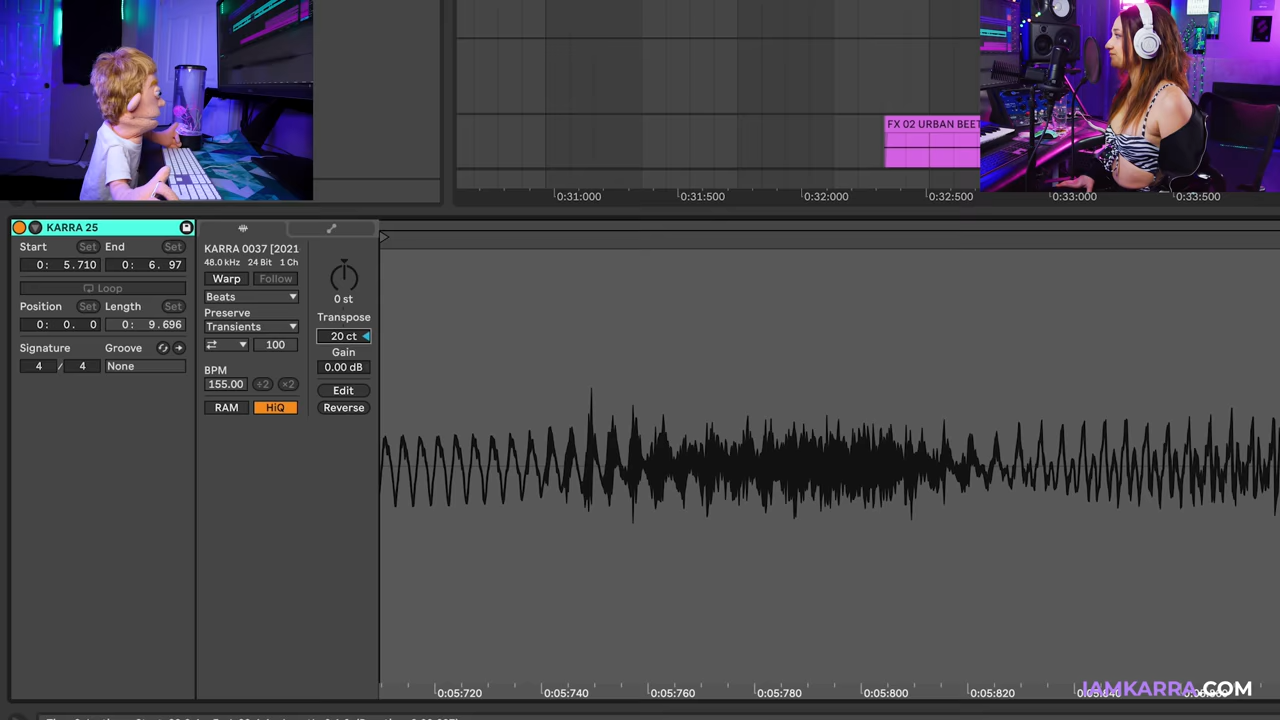 FX 02 URBAN BEET
0:31:000
0:31:500
0:32:000
0:32:500
0:33:000
0:33:500
KARRA 25
Start Set End Set
0: 5.710 0: 6. 97
Loop
Position Set Length Set
0: 0. 0 0: 9.696
Signature Groove
4 / 4 None
KARRA 0037 [2021
48.0 kHz 24 Bit 1 Ch
Warp Follow
Beats
Preserve
Transients
100
BPM
155.00 ÷2 ×2
RAM HiQ
0 st
Transpose
20 ct
Gain
0.00 dB
Edit
Reverse
0:05:720
0:05:740
0:05:760
0:05:780
0:05:800
0:05:820
IAMKARRA.COM